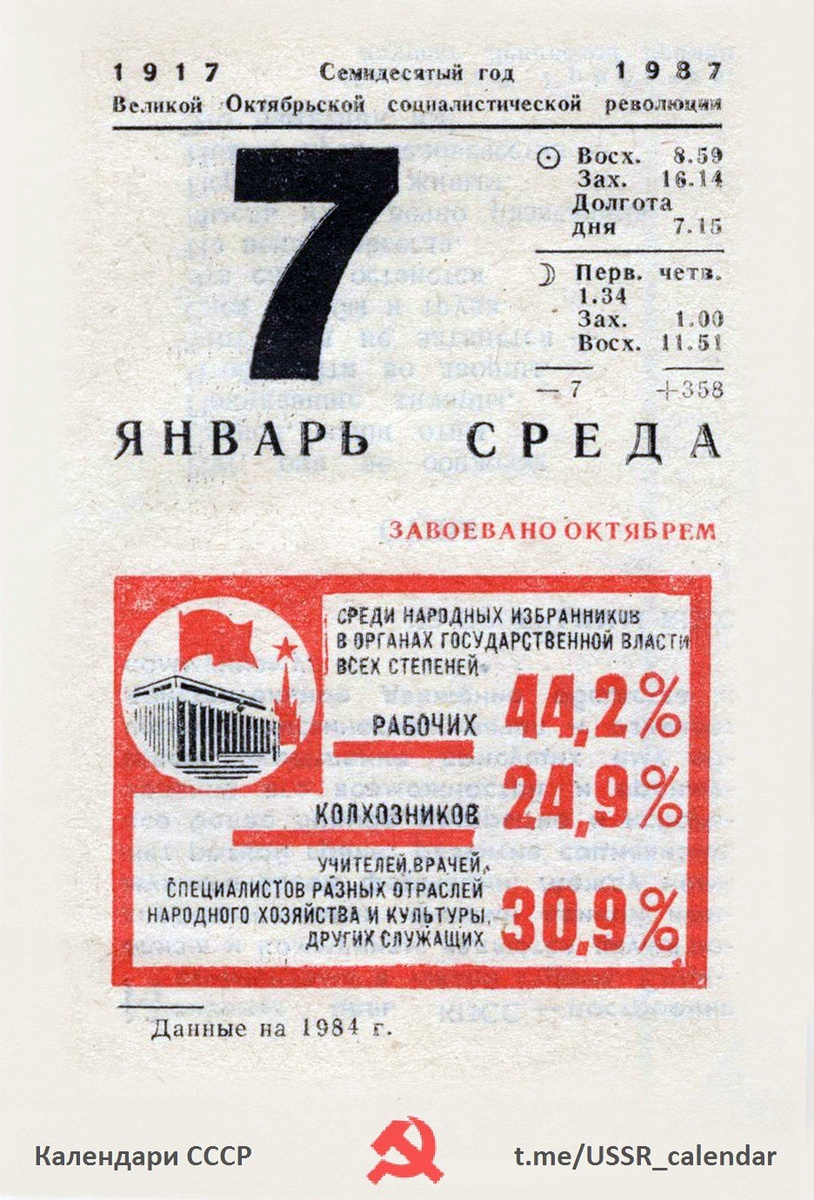 1917 Семидесятый год 1987
Великой Октябрьской социалистической революции
7
Восх. 8.59
Зах. 16.14
Долгота
дня 7.15
Перв. четв.
1.34
Зах. 1.00
Восх. 11.51
— 7 +358
ЯНВАРЬ СРЕДА
ЗАВОЕВАНО ОКТЯБРЕМ
СРЕДИ НАРОДНЫХ ИЗБРАННИКОВ
В ОРГАНАХ ГОСУДАРСТВЕННОЙ ВЛАСТИ
ВСЕХ СТЕПЕНЕЙ
РАБОЧИХ 44,2%
КОЛХОЗНИКОВ 24,9%
УЧИТЕЛЕЙ, ВРАЧЕЙ,
СПЕЦИАЛИСТОВ РАЗНЫХ ОТРАСЛЕЙ
НАРОДНОГО ХОЗЯЙСТВА И КУЛЬТУРЫ,
ДРУГИХ СЛУЖАЩИХ 30,9%
Данные на 1984 г.
Календари СССР t.me/USSR_calendar